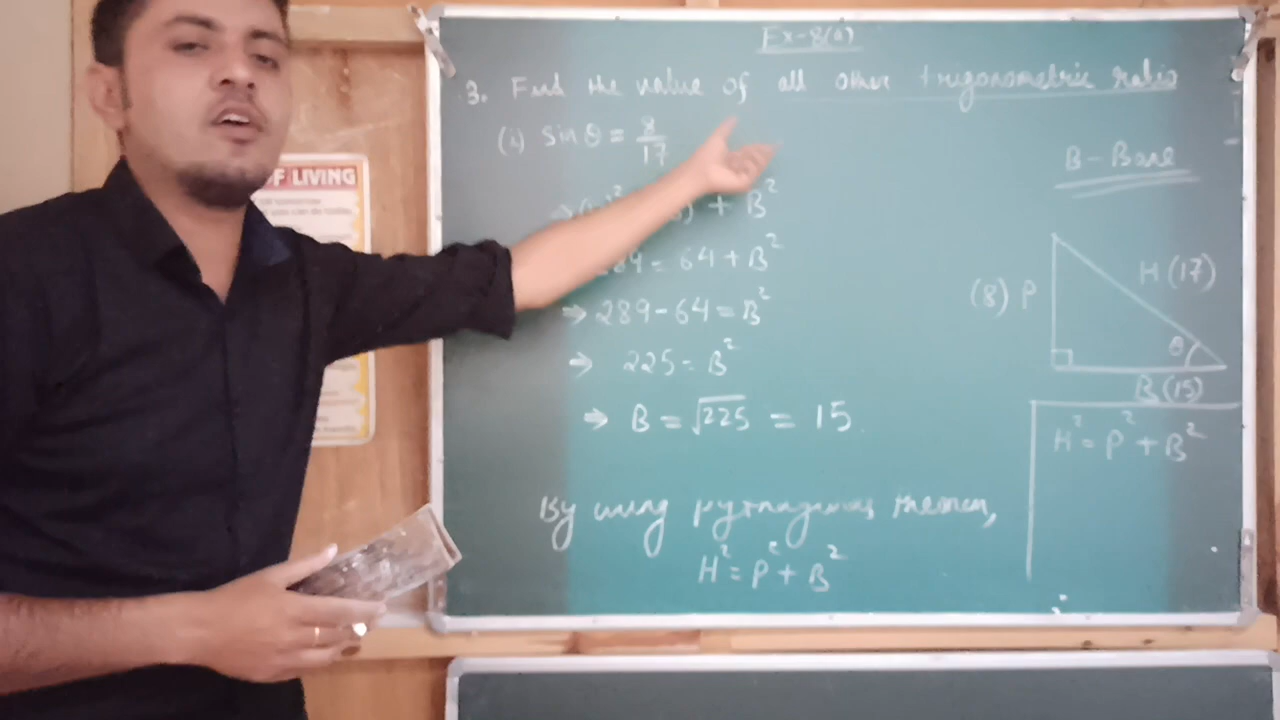 Ex-8(a)
3. Find the value of all other trigonometric ratio
(i) sin θ = 8/17
B - Base
+ B²
= 64 + B²
⇒ 289 - 64 = B²
⇒ 225 = B²
⇒ B = √225 = 15
By using pythagoras theorem,
H² = P² + B²
(8) P
H (17)
θ
B (15)
H² = P² + B²
OF LIVING